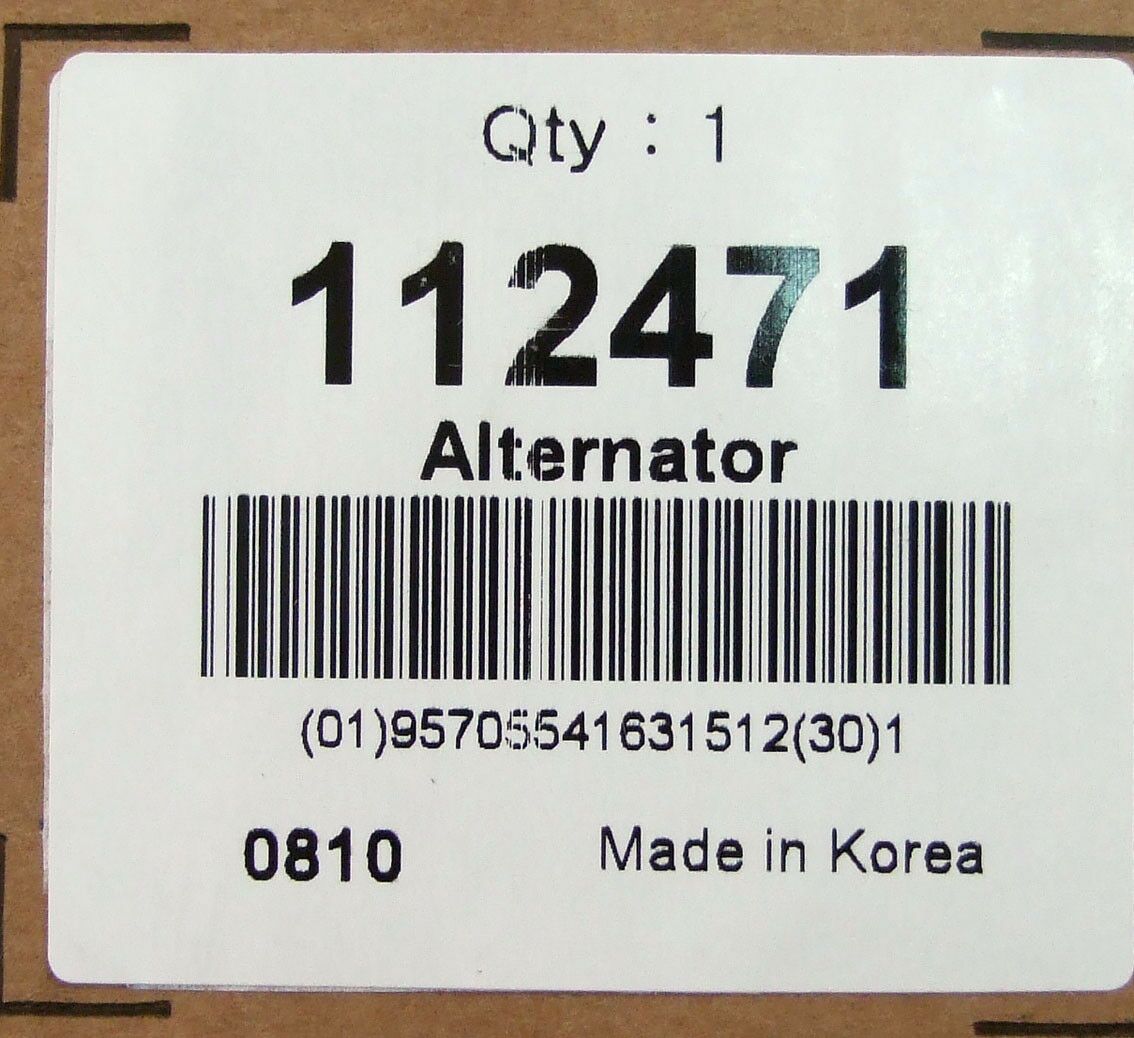 Qty : 1
112471
Alternator
(01)95705541631512(30)1
0810 Made in Korea